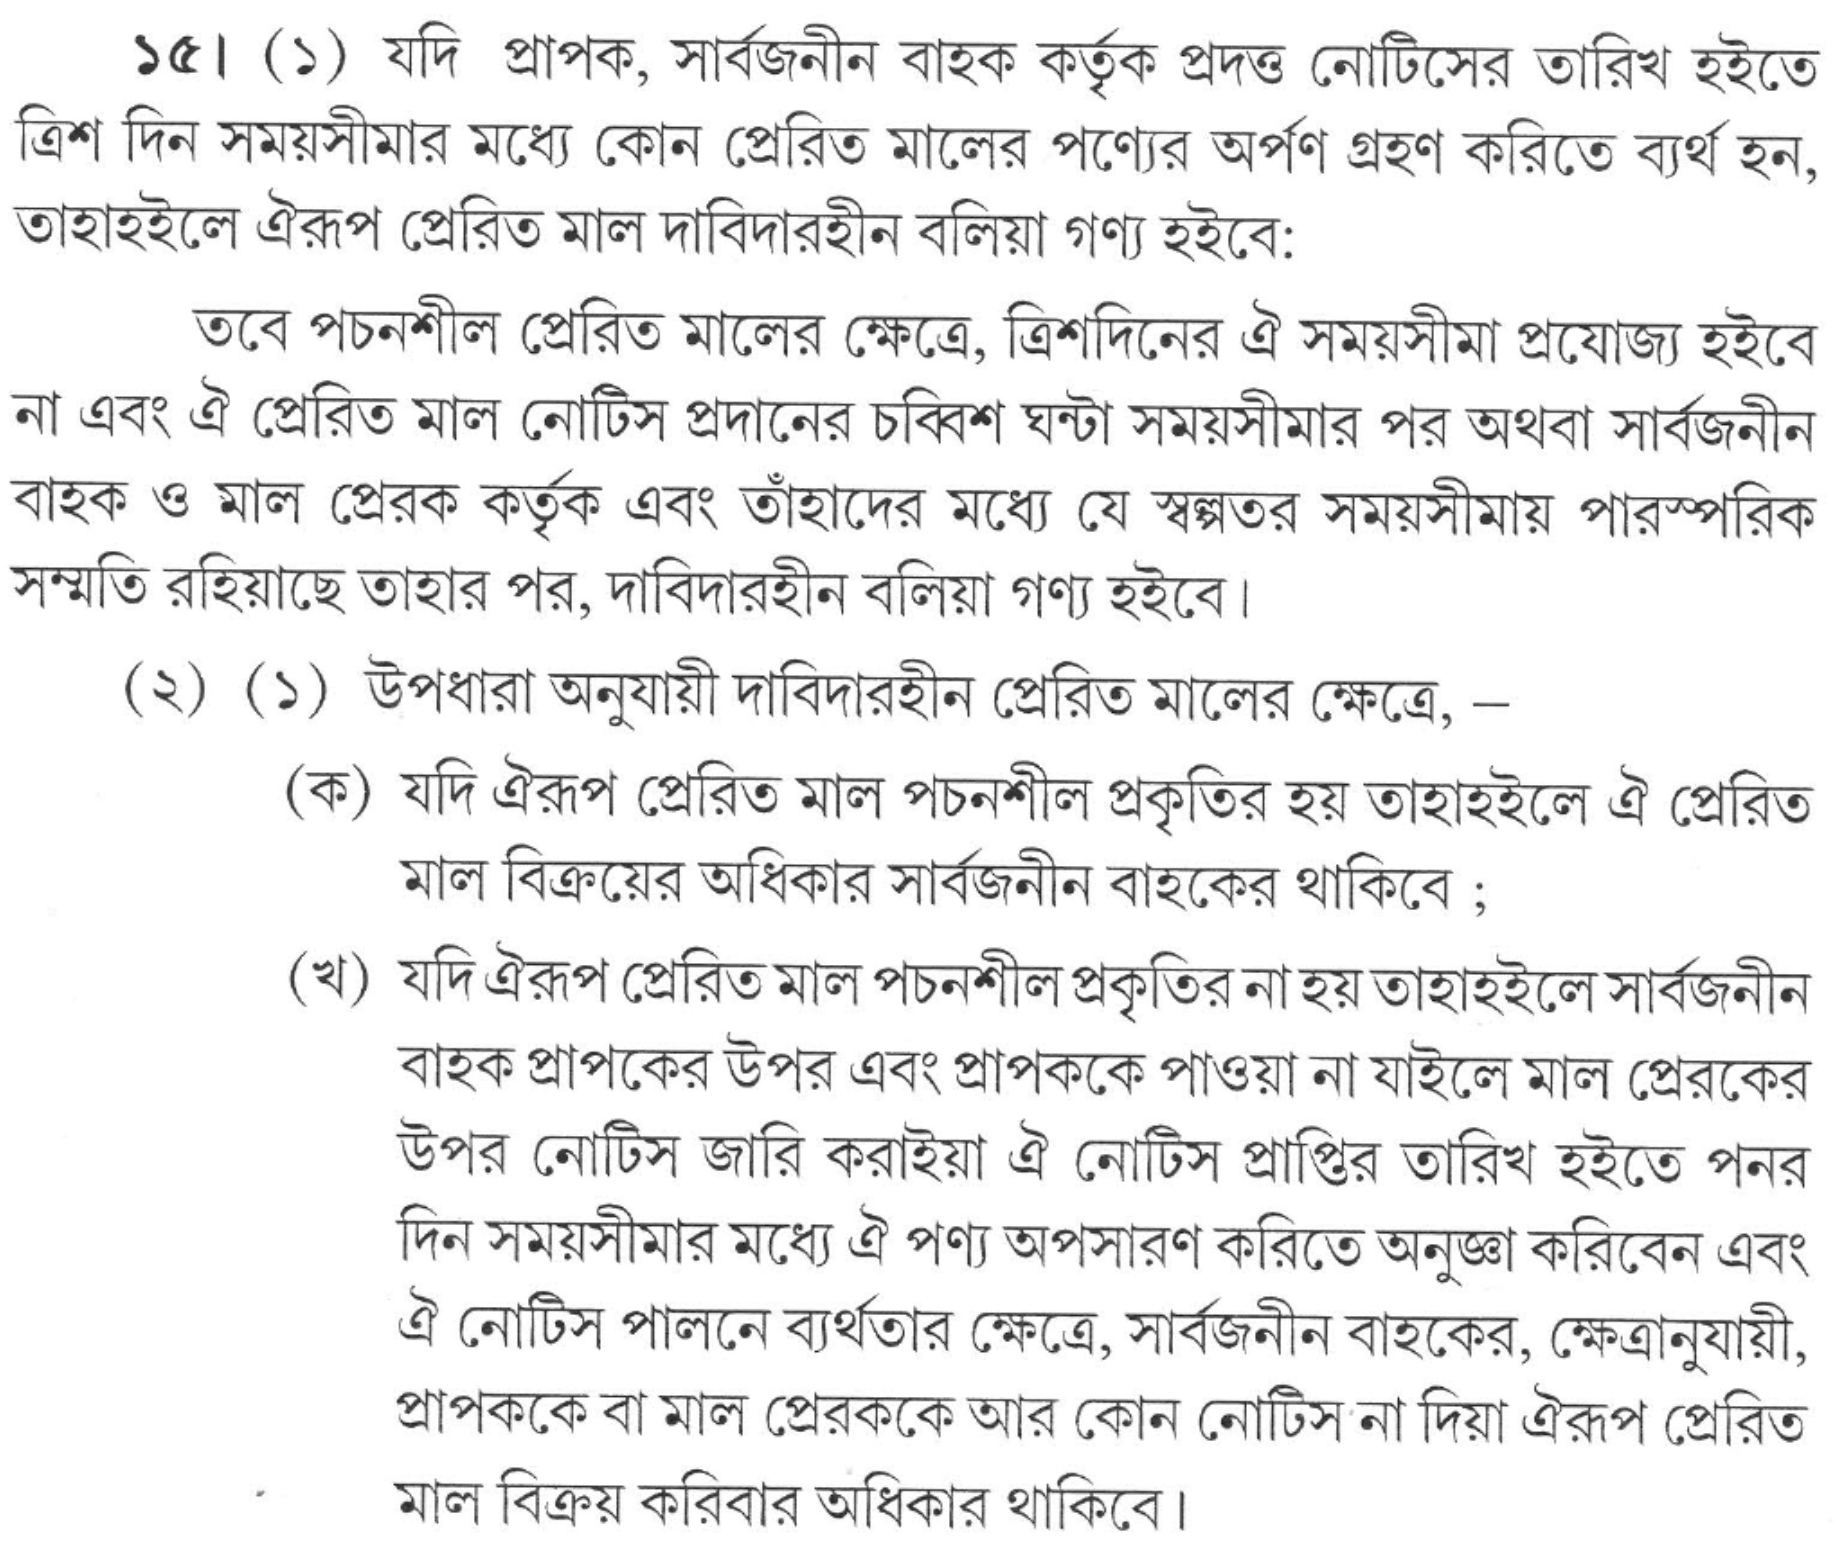 ১৫। (১) যদি প্রাপক, সার্বজনীন বাহক কর্তৃক প্রদত্ত নোটিসের তারিখ হইতে
ত্রিশ দিন সময়সীমার মধ্যে কোন প্রেরিত মালের পণ্যের অর্পণ গ্রহণ করিতে ব্যর্থ হন,
তাহাহইলে ঐরূপ প্রেরিত মাল দাবিদারহীন বলিয়া গণ্য হইবে:
তবে পচনশীল প্রেরিত মালের ক্ষেত্রে, ত্রিশদিনের ঐ সময়সীমা প্রযোজ্য হইবে
না এবং ঐ প্রেরিত মাল নোটিস প্রদানের চব্বিশ ঘন্টা সময়সীমার পর অথবা সার্বজনীন
বাহক ও মাল প্রেরক কর্তৃক এবং তাঁহাদের মধ্যে যে স্বল্পতর সময়সীমায় পারস্পরিক
সম্মতি রহিয়াছে তাহার পর, দাবিদারহীন বলিয়া গণ্য হইবে।
(২) (১) উপধারা অনুযায়ী দাবিদারহীন প্রেরিত মালের ক্ষেত্রে, —
(ক) যদি ঐরূপ প্রেরিত মাল পচনশীল প্রকৃতির হয় তাহাহইলে ঐ প্রেরিত
মাল বিক্রয়ের অধিকার সার্বজনীন বাহকের থাকিবে ;
(খ) যদি ঐরূপ প্রেরিত মাল পচনশীল প্রকৃতির না হয় তাহাহইলে সার্বজনীন
বাহক প্রাপকের উপর এবং প্রাপককে পাওয়া না যাইলে মাল প্রেরকের
উপর নোটিস জারি করাইয়া ঐ নোটিস প্রাপ্তির তারিখ হইতে পনর
দিন সময়সীমার মধ্যে ঐ পণ্য অপসারণ করিতে অনুজ্ঞা করিবেন এবং
ঐ নোটিস পালনে ব্যর্থতার ক্ষেত্রে, সার্বজনীন বাহকের, ক্ষেত্রানুযায়ী,
প্রাপককে বা মাল প্রেরককে আর কোন নোটিস না দিয়া ঐরূপ প্রেরিত
মাল বিক্রয় করিবার অধিকার থাকিবে।